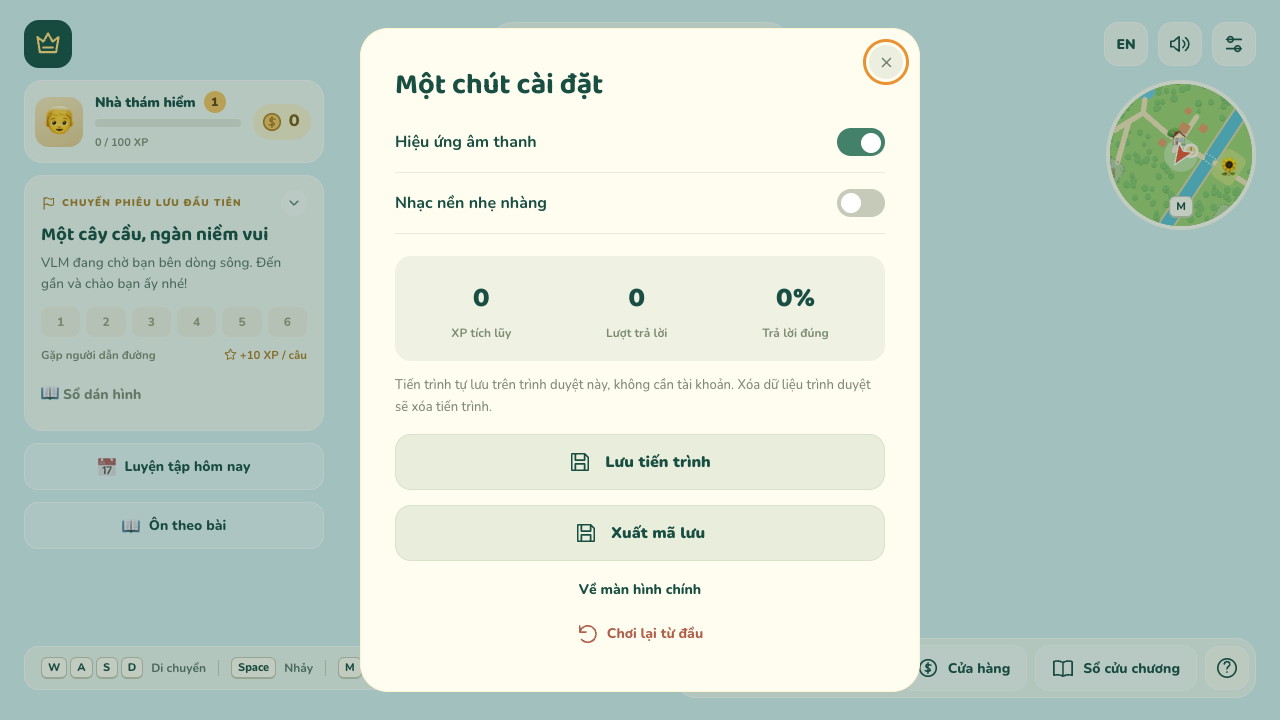 EN
Nhà thám hiểm 1
0
0 / 100 XP
CHUYẾN PHIÊU LƯU ĐẦU TIÊN
Một cây cầu, ngàn niềm vui
VLM đang chờ bạn bên dòng sông. Đến
gần và chào bạn ấy nhé!
1 2 3 4 5 6
Gặp người dẫn đường
+10 XP / câu
Sổ dán hình
Luyện tập hôm nay
Ôn theo bài
W A S D Di chuyển
Space Nhảy
M
Một chút cài đặt
Hiệu ứng âm thanh
Nhạc nền nhẹ nhàng
0 0 0%
XP tích lũy Lượt trả lời Trả lời đúng
Tiến trình tự lưu trên trình duyệt này, không cần tài khoản. Xóa dữ liệu trình duyệt
sẽ xóa tiến trình.
Lưu tiến trình
Xuất mã lưu
Về màn hình chính
Chơi lại từ đầu
M
Cửa hàng
Sổ cửu chương